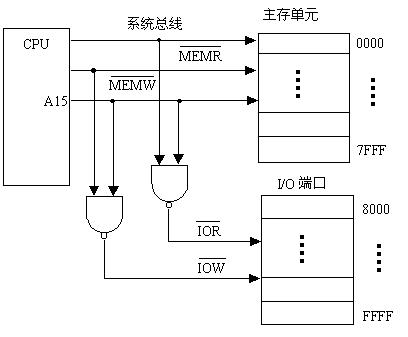 系统总线
主存单元
CPU
0000
MEMR
MEMW
A15
7FFF
I/O 端口
8000
IOR
IOW
FFFF